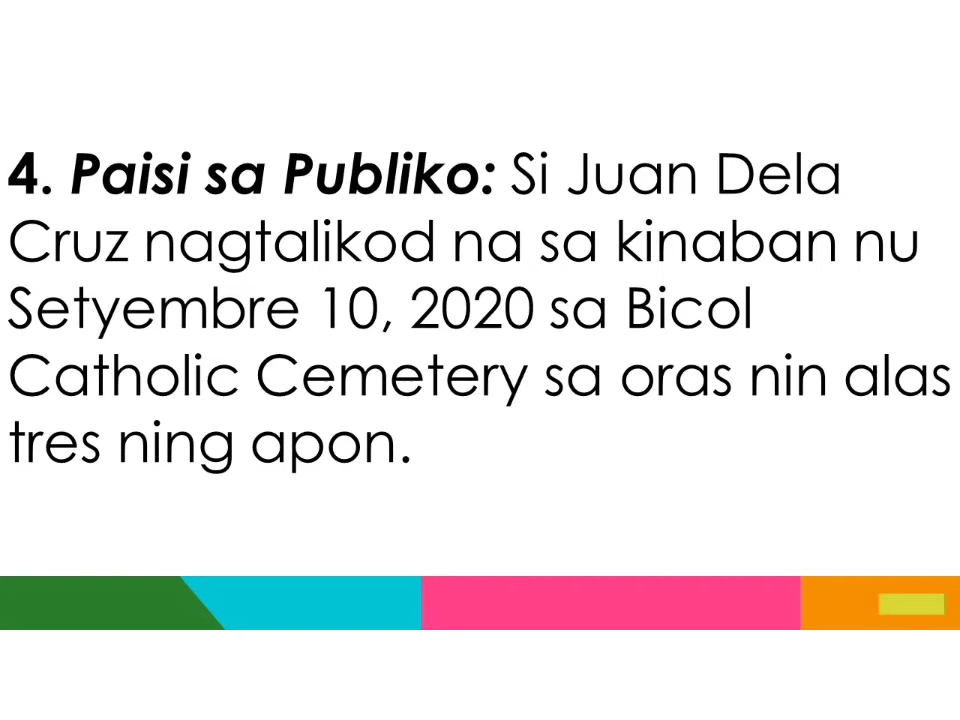 4. Paisi sa Publiko: Si Juan Dela
Cruz nagtalikod na sa kinaban nu
Setyembre 10, 2020 sa Bicol
Catholic Cemetery sa oras nin alas
tres ning apon.